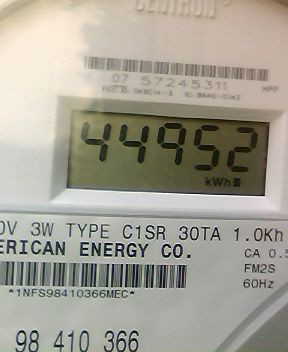 CENTRON
07 57245311
44952
kWh
0V 3W TYPE C1SR 30TA 1.0Kh
ERICAN ENERGY CO.
CA 0.5
FM2S
60Hz
*1NFS98410366MEC*
98 410 366